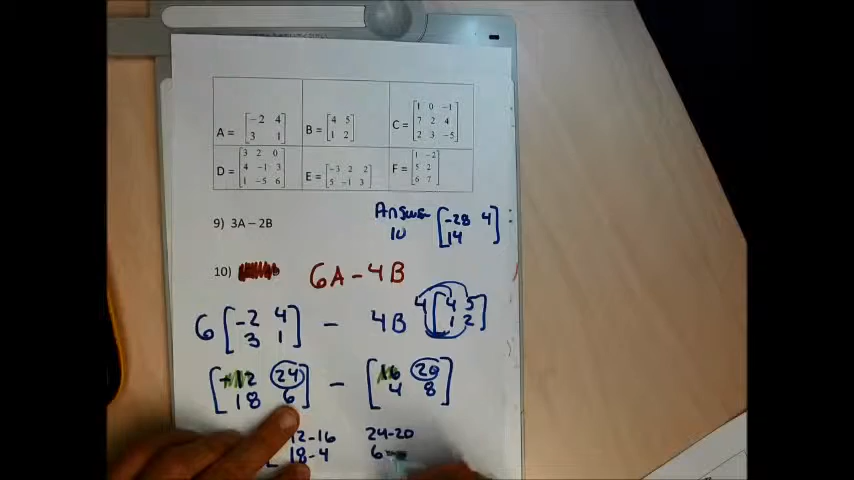 A = [-2 4 / 3 1] B = [4 5 / 1 2] C = [1 0 -1 / 7 2 4 / 2 3 -5]
D = [3 2 0 / 4 -1 3 / 1 -5 6] E = [-3 2 2 / 5 -1 3] F = [1 -2 / 5 2 / 6 7]
9) 3A – 2B
Answer
10
[-28 4 / 14]
10) 6A - 4B
6 [-2 4 / 3 1] - 4B 4 [4 5 / 1 2]
[-12 24 / 18 6] - [16 20 / 4 8]
12-16 24-20
18-4 6-